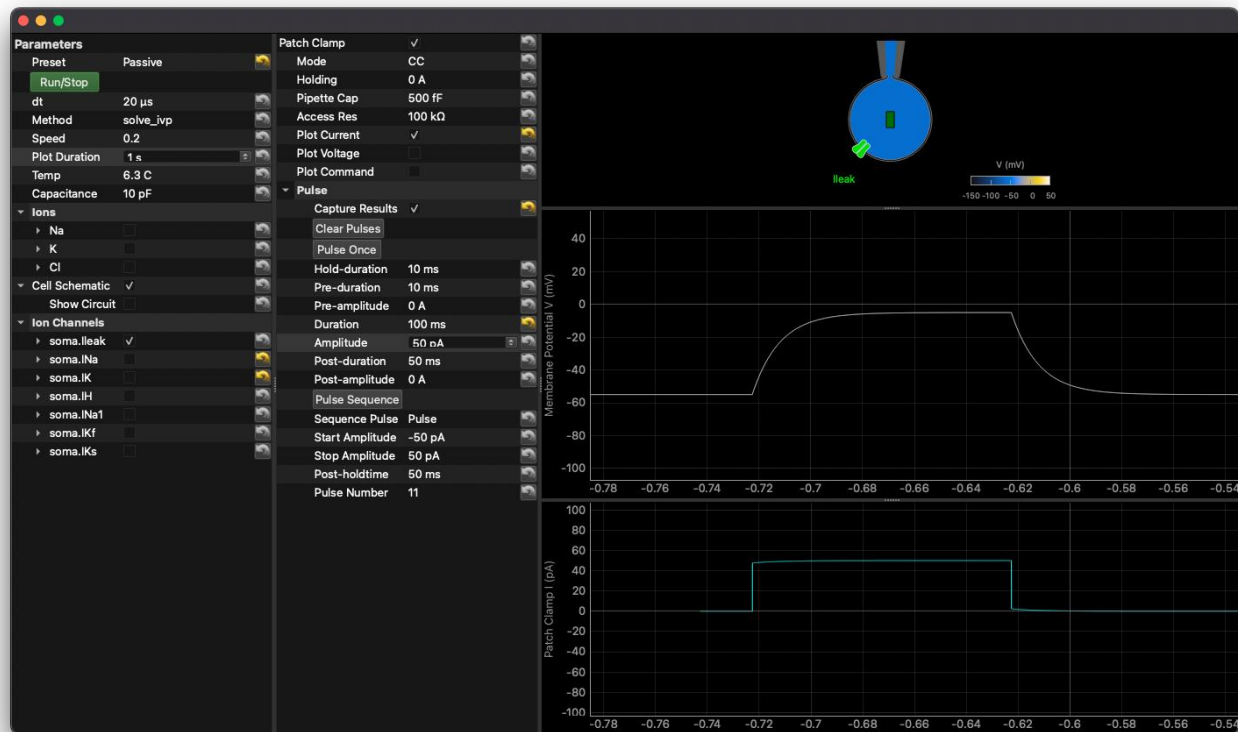 Parameters
Preset Passive
Run/Stop
dt 20 µs
Method solve_ivp
Speed 0.2
Plot Duration 1 s
Temp 6.3 C
Capacitance 10 pF
Ions
Na
K
Cl
Cell Schematic
Show Circuit
Ion Channels
soma.Ileak
soma.INa
soma.IK
soma.IH
soma.INa1
soma.IKf
soma.IKs
Patch Clamp
Mode CC
Holding 0 A
Pipette Cap 500 fF
Access Res 100 kΩ
Plot Current
Plot Voltage
Plot Command
Pulse
Capture Results
Clear Pulses
Pulse Once
Hold-duration 10 ms
Pre-duration 10 ms
Pre-amplitude 0 A
Duration 100 ms
Amplitude 50 pA
Post-duration 50 ms
Post-amplitude 0 A
Pulse Sequence
Sequence Pulse Pulse
Start Amplitude -50 pA
Stop Amplitude 50 pA
Post-holdtime 50 ms
Pulse Number 11
Ileak
V (mV)
-150 -100 -50 0 50
Membrane Potential V (mV)
40
20
0
-20
-40
-60
-80
-100
-0.78 -0.76 -0.74 -0.72 -0.7 -0.68 -0.66 -0.64 -0.62 -0.6 -0.58 -0.56 -0.54
Patch Clamp I (pA)
100
80
60
40
20
0
-20
-40
-60
-80
-100
-0.78 -0.76 -0.74 -0.72 -0.7 -0.68 -0.66 -0.64 -0.62 -0.6 -0.58 -0.56 -0.54